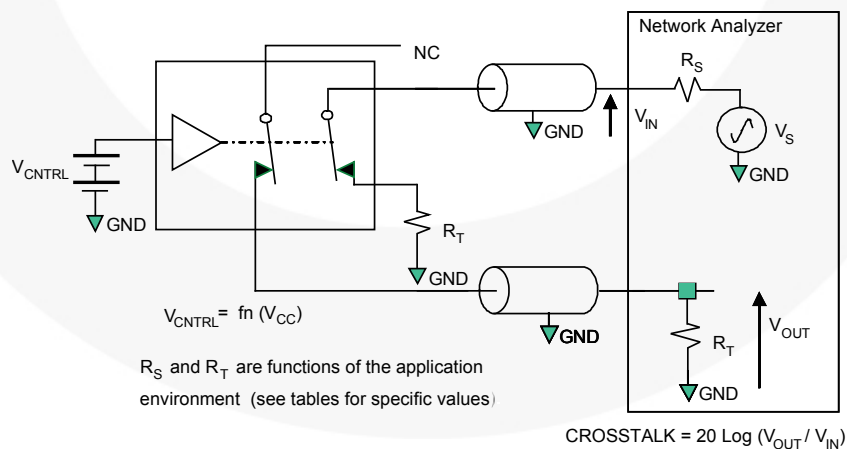 Network Analyzer
NC
R_S
V_IN
V_S
GND
GND
V_CNTRL
GND
R_T
GND
V_CNTRL = fn (V_CC)
GND
R_T
V_OUT
GND
R_S and R_T are functions of the application
environment (see tables for specific values)
CROSSTALK = 20 Log (V_OUT / V_IN)